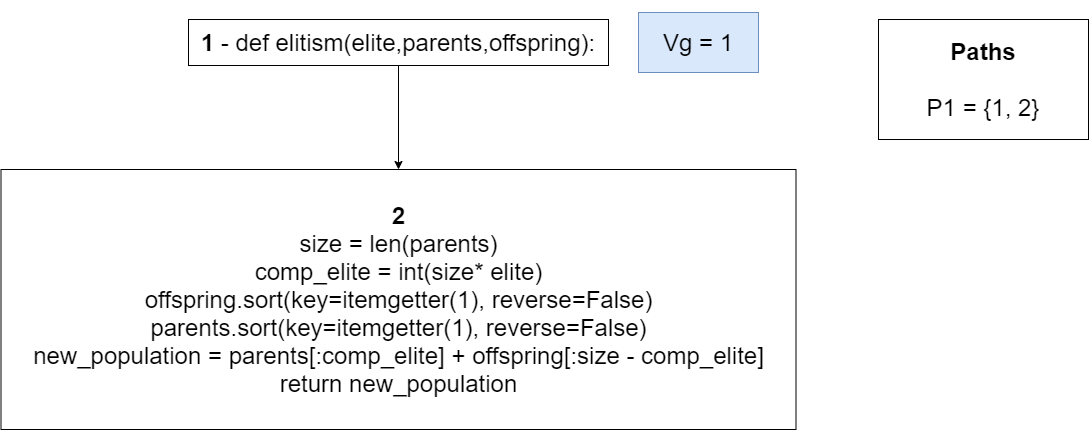 1 - def elitism(elite,parents,offspring):
Vg = 1
Paths
P1 = {1, 2}
2
size = len(parents)
comp_elite = int(size* elite)
offspring.sort(key=itemgetter(1), reverse=False)
parents.sort(key=itemgetter(1), reverse=False)
new_population = parents[:comp_elite] + offspring[:size - comp_elite]
return new_population